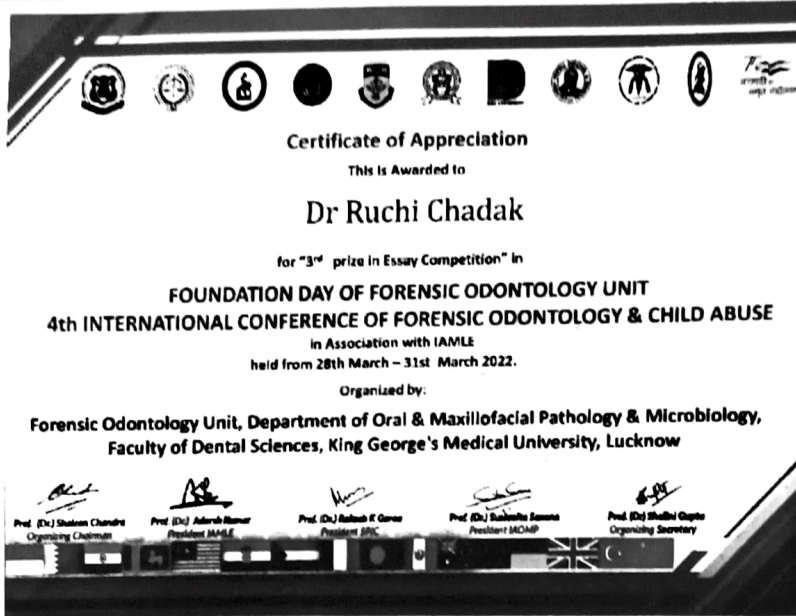 Certificate of Appreciation
This is Awarded to
Dr Ruchi Chadak
for "3rd prize in Essay Competition" in
FOUNDATION DAY OF FORENSIC ODONTOLOGY UNIT
4th INTERNATIONAL CONFERENCE OF FORENSIC ODONTOLOGY & CHILD ABUSE
in Association with IAMLE
held from 28th March – 31st March 2022.
Organized by:
Forensic Odontology Unit, Department of Oral & Maxillofacial Pathology & Microbiology,
Faculty of Dental Sciences, King George's Medical University, Lucknow
Prof. (Dr.) Shaleen Chandra Prof. (Dr.) Adarsh Kumar Prof. (Dr.) Rakesh K Gorea Prof. (Dr.) Susheelta Saxena Prof. (Dr) Shalini Gupta
Organizing Chairman President IAMLE President IAOMP Organizing Secretary